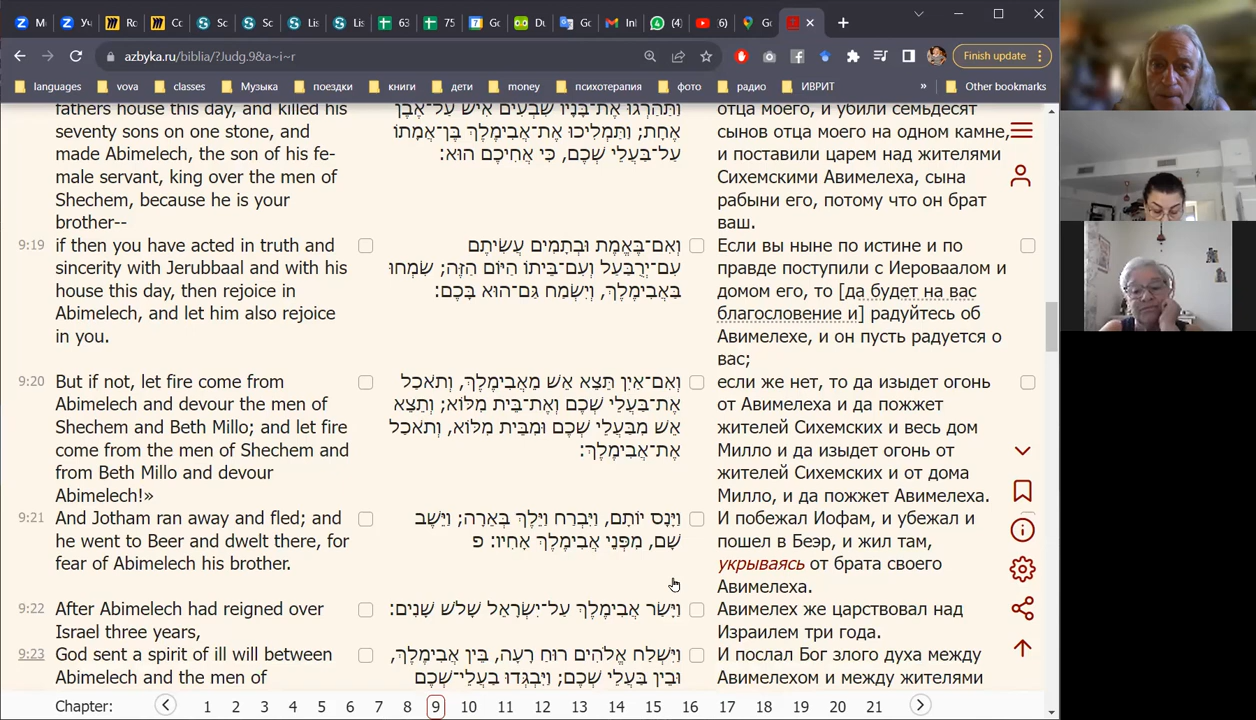 Ro
Co
Sc
Sc
Lis
Lis
63
75
Go
Du
Go
In
(4)
(6)
Go
azbyka.ru/biblia/?Judg.9&a~i~r
Finish update
languages
vova
classes
Музыка
поездки
книги
дети
money
психотерапия
фото
радио
ИВРИТ
»
Other bookmarks
fathers house this day, and killed his
seventy sons on one stone, and
made Abimelech, the son of his fe-
male servant, king over the men of
Shechem, because he is your
brother--
וַתַּהַרְגוּ אֶת־בָּנָיו שִׁבְעִים אִישׁ עַל־אֶבֶן
אֶחָת; וַתַּמְלִיכוּ אֶת־אֲבִימֶלֶךְ בֶּן־אֲמָתוֹ
עַל־בַּעֲלֵי שְׁכֶם, כִּי אֲחִיכֶם הוּא:
отца моего, и убили семьдесят
сынов отца моего на одном камне,
и поставили царем над жителями
Сихемскими Авимелеха, сына
рабыни его, потому что он брат
ваш.
9:19
if then you have acted in truth and
sincerity with Jerubbaal and with his
house this day, then rejoice in
Abimelech, and let him also rejoice
in you.
וְאִם־בֶּאֱמֶת וּבְתָמִים עֲשִׂיתֶם
עִם־יְרֻבַּעַל וְעִם־בֵּיתוֹ הַיּוֹם הַזֶּה; שִׂמְחוּ
בַּאֲבִימֶלֶךְ, וְיִשְׂמַח גַּם־הוּא בָּכֶם:
Если вы ныне по истине и по
правде поступили с Иероваалом и
домом его, то [да будет на вас
благословение и] радуйтесь об
Авимелехе, и он пусть радуется о
вас;
9:20
But if not, let fire come from
Abimelech and devour the men of
Shechem and Beth Millo; and let fire
come from the men of Shechem and
from Beth Millo and devour
Abimelech!»
וְאִם־אַיִן תֵּצֵא אֵשׁ מֵאֲבִימֶלֶךְ, וְתֹאכַל
אֶת־בַּעֲלֵי שְׁכֶם וְאֶת־בֵּית מִלּוֹא; וְתֵצֵא
אֵשׁ מִבַּעֲלֵי שְׁכֶם וּמִבֵּית מִלּוֹא, וְתֹאכַל
אֶת־אֲבִימֶלֶךְ:
если же нет, то да изыдет огонь
от Авимелеха и да пожжет
жителей Сихемских и весь дом
Милло и да изыдет огонь от
жителей Сихемских и от дома
Милло, и да пожжет Авимелеха.
9:21
And Jotham ran away and fled; and
he went to Beer and dwelt there, for
fear of Abimelech his brother.
וַיָּנָס יוֹתָם, וַיִּבְרַח וַיֵּלֶךְ בְּאֵרָה; וַיֵּשֶׁב
שָׁם, מִפְּנֵי אֲבִימֶלֶךְ אָחִיו: פ
И побежал Иофам, и убежал и
пошел в Беэр, и жил там,
укрываясь от брата своего
Авимелеха.
9:22
After Abimelech had reigned over
Israel three years,
וַיָּשַׂר אֲבִימֶלֶךְ עַל־יִשְׂרָאֵל שָׁלֹשׁ שָׁנִים:
Авимелех же царствовал над
Израилем три года.
9:23
God sent a spirit of ill will between
Abimelech and the men of
וַיִּשְׁלַח אֱלֹהִים רוּחַ רָעָה, בֵּין אֲבִימֶלֶךְ,
וּבֵין בַּעֲלֵי שְׁכֶם; וַיִּבְגְּדוּ בַעֲלֵי־שְׁכֶם
И послал Бог злого духа между
Авимелехом и между жителями
Chapter: 1 2 3 4 5 6 7 8 9 10 11 12 13 14 15 16 17 18 19 20 21